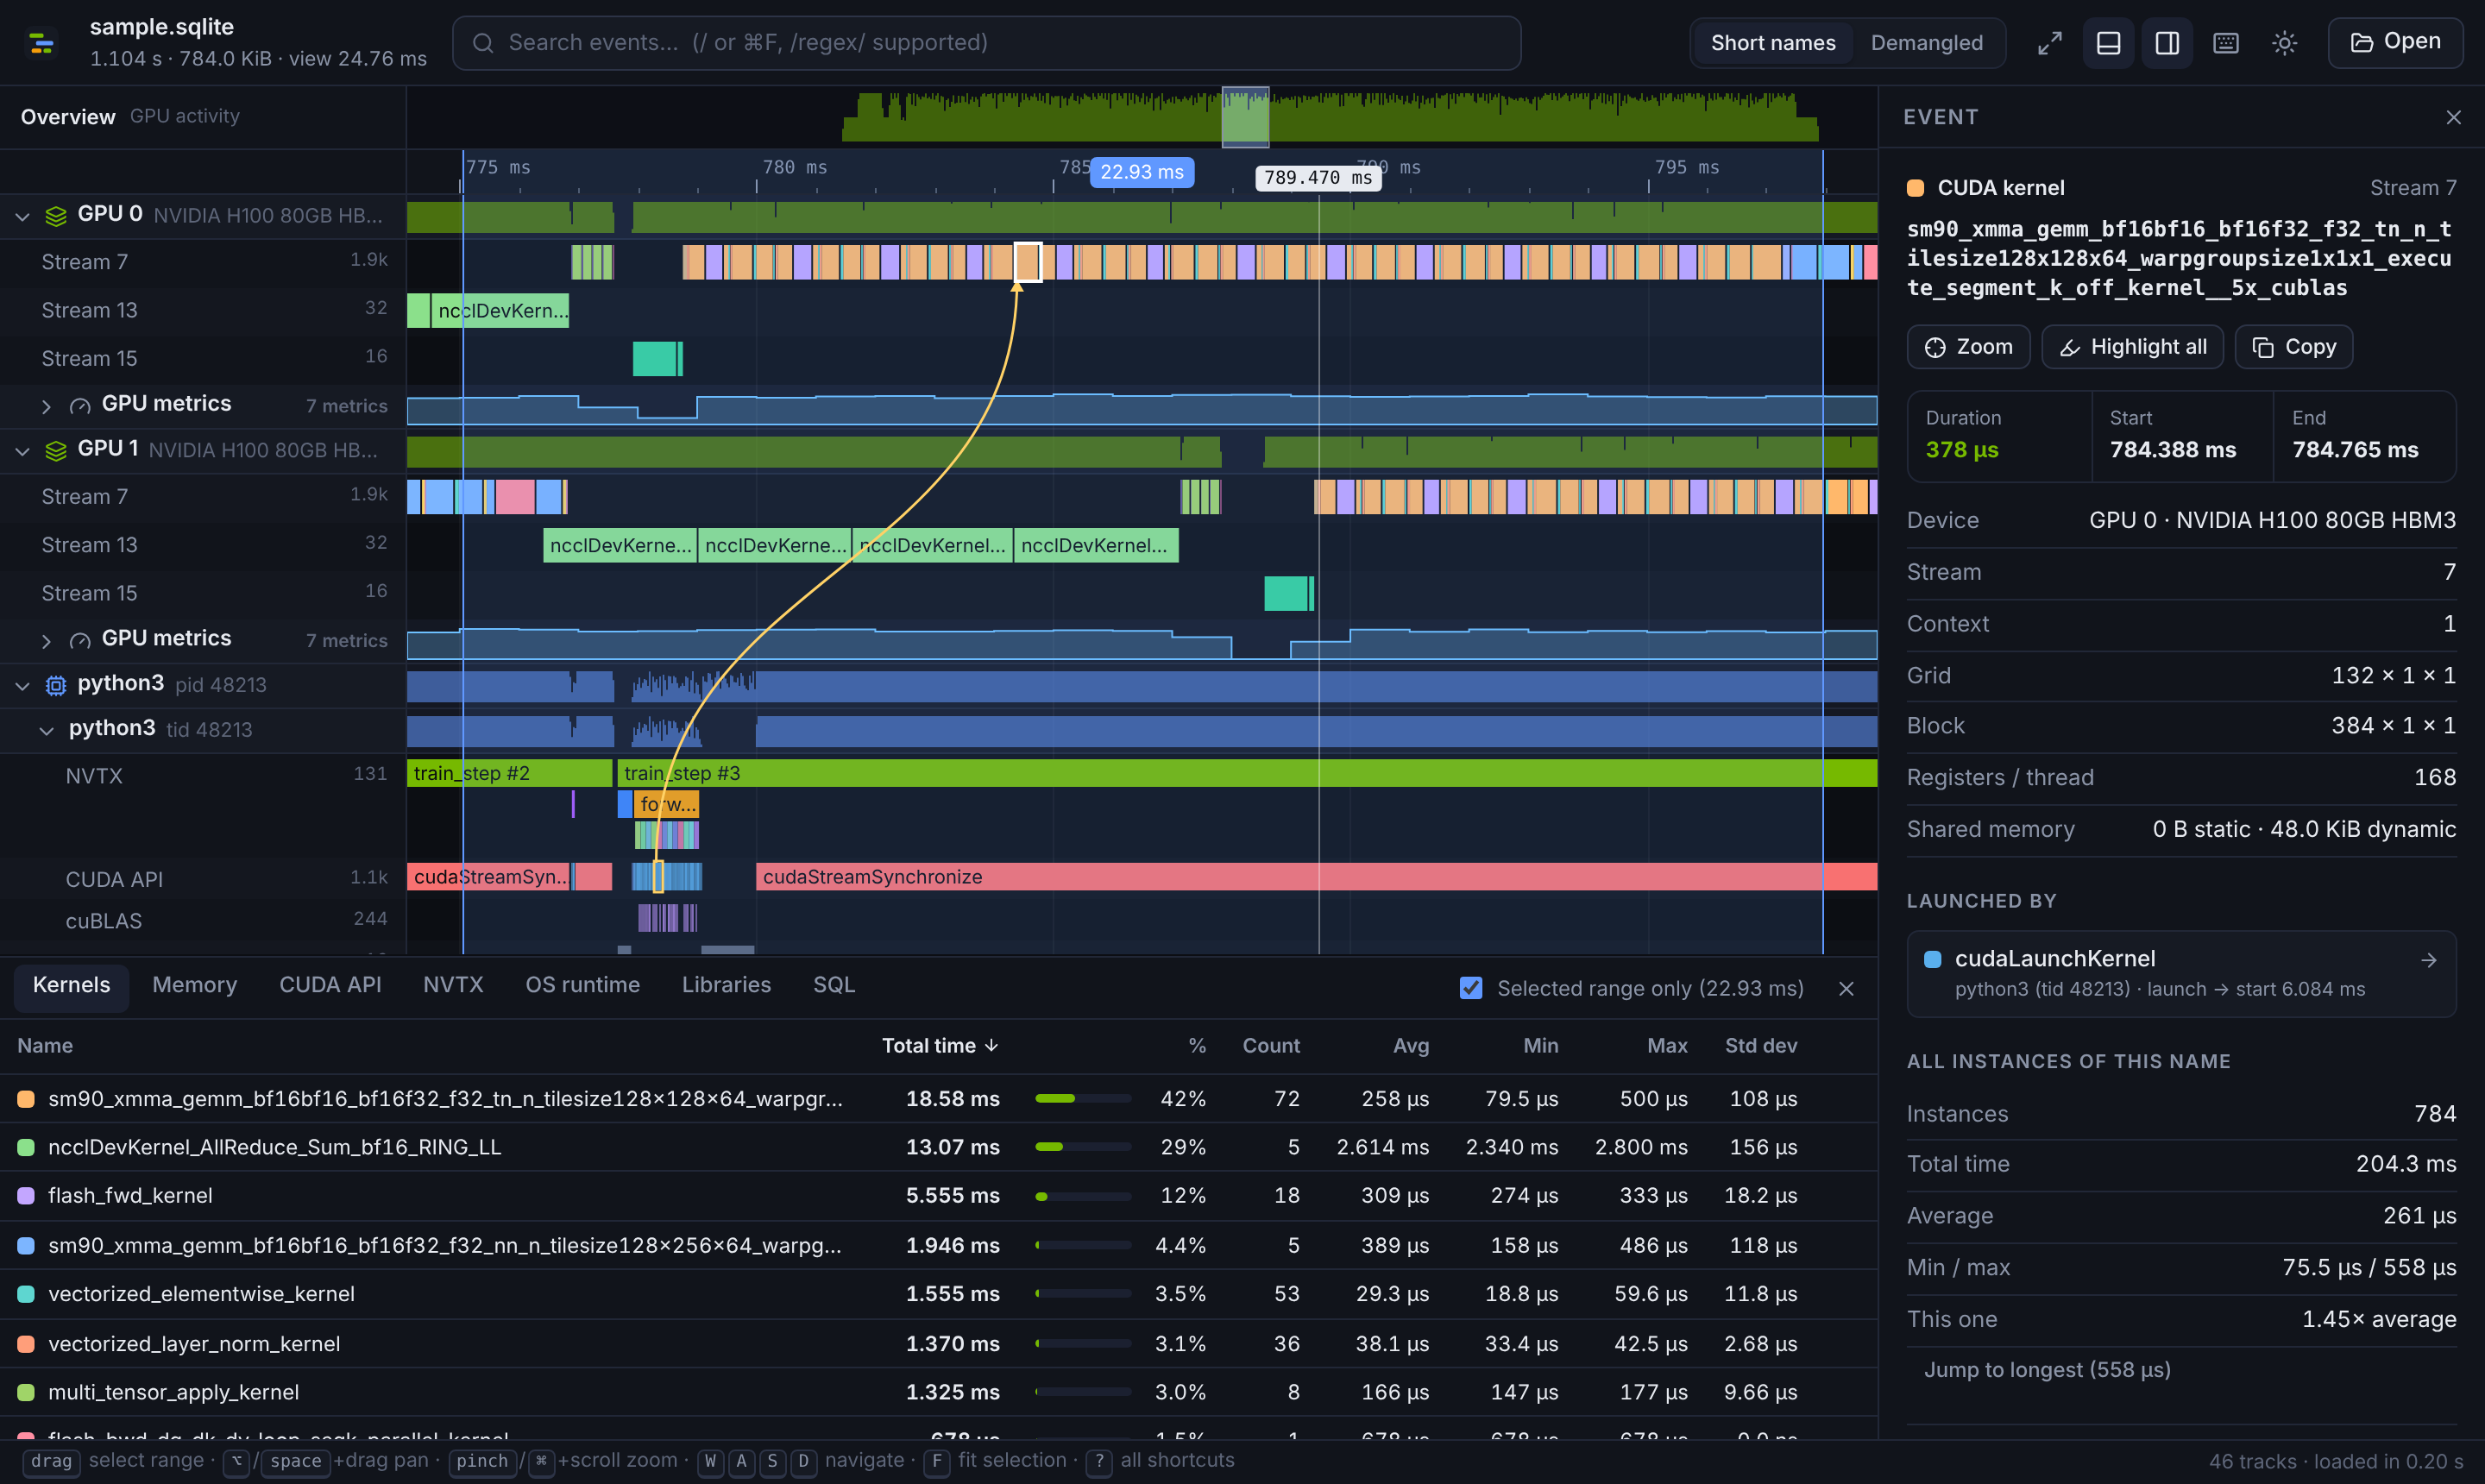 sample.sqlite
1.104 s · 784.0 KiB · view 24.76 ms
Search events... (/ or ⌘F, /regex/ supported)
Short names
Demangled
Open
Overview GPU activity
775 ms
780 ms
785
22.93 ms
789.470 ms
ms
795 ms
GPU 0 NVIDIA H100 80GB HB...
Stream 7 1.9k
Stream 13 32
ncclDevKern...
Stream 15 16
GPU metrics 7 metrics
GPU 1 NVIDIA H100 80GB HB...
Stream 7 1.9k
Stream 13 32
ncclDevKerne... ncclDevKerne... ncclDevKernel... ncclDevKernel...
Stream 15 16
GPU metrics 7 metrics
python3 pid 48213
python3 tid 48213
NVTX 131
train_step #2 train_step #3
forw...
CUDA API 1.1k
cudaStreamSyn... cudaStreamSynchronize
cuBLAS 244
EVENT
CUDA kernel Stream 7
sm90_xmma_gemm_bf16bf16_bf16f32_f32_tn_n_t
ilesize128x128x64_warpgroupsize1x1x1_execu
te_segment_k_off_kernel__5x_cublas
Zoom
Highlight all
Copy
Duration Start End
378 µs 784.388 ms 784.765 ms
Device GPU 0 · NVIDIA H100 80GB HBM3
Stream 7
Context 1
Grid 132 × 1 × 1
Block 384 × 1 × 1
Registers / thread 168
Shared memory 0 B static · 48.0 KiB dynamic
LAUNCHED BY
cudaLaunchKernel →
python3 (tid 48213) · launch → start 6.084 ms
ALL INSTANCES OF THIS NAME
Instances 784
Total time 204.3 ms
Average 261 µs
Min / max 75.5 µs / 558 µs
This one 1.45× average
Jump to longest (558 µs)
Kernels Memory CUDA API NVTX OS runtime Libraries SQL
Selected range only (22.93 ms)
Name Total time ↓ % Count Avg Min Max Std dev
sm90_xmma_gemm_bf16bf16_bf16f32_f32_tn_n_tilesize128×128×64_warpgr... 18.58 ms 42% 72 258 µs 79.5 µs 500 µs 108 µs
ncclDevKernel_AllReduce_Sum_bf16_RING_LL 13.07 ms 29% 5 2.614 ms 2.340 ms 2.800 ms 156 µs
flash_fwd_kernel 5.555 ms 12% 18 309 µs 274 µs 333 µs 18.2 µs
sm90_xmma_gemm_bf16bf16_bf16f32_f32_nn_n_tilesize128×256×64_warpg... 1.946 ms 4.4% 5 389 µs 158 µs 486 µs 118 µs
vectorized_elementwise_kernel 1.555 ms 3.5% 53 29.3 µs 18.8 µs 59.6 µs 11.8 µs
vectorized_layer_norm_kernel 1.370 ms 3.1% 36 38.1 µs 33.4 µs 42.5 µs 2.68 µs
multi_tensor_apply_kernel 1.325 ms 3.0% 8 166 µs 147 µs 177 µs 9.66 µs
flash_bwd_dq_dk_dv_loop_seqk_parallel_kernel 678 µs 1.5% 1 678 µs 678 µs 678 µs 0.0 ns
drag select range · ⌥/space+drag pan · pinch/⌘+scroll zoom · W A S D navigate · F fit selection · ? all shortcuts
46 tracks · loaded in 0.20 s